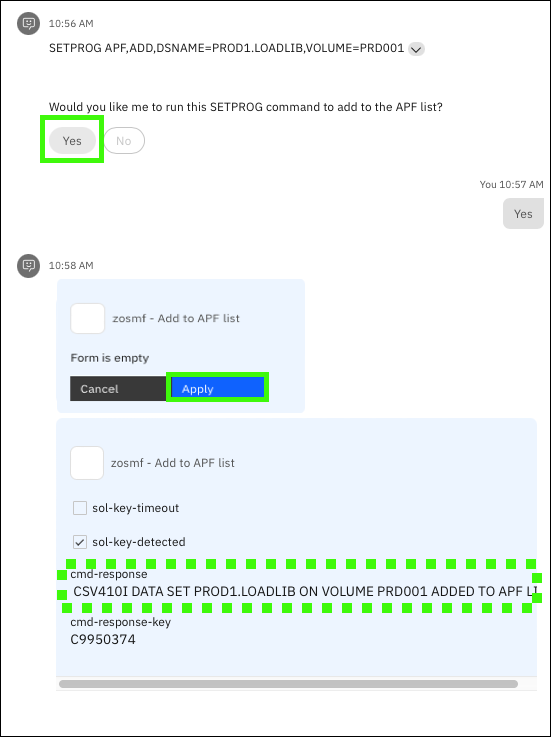 10:56 AM
SETPROG APF,ADD,DSNAME=PROD1.LOADLIB,VOLUME=PRD001
Would you like me to run this SETPROG command to add to the APF list?
Yes No
You 10:57 AM
Yes
10:58 AM
zosmf - Add to APF list
Form is empty
Cancel Apply
zosmf - Add to APF list
sol-key-timeout
sol-key-detected
cmd-response
CSV410I DATA SET PROD1.LOADLIB ON VOLUME PRD001 ADDED TO APF
cmd-response-key
C9950374